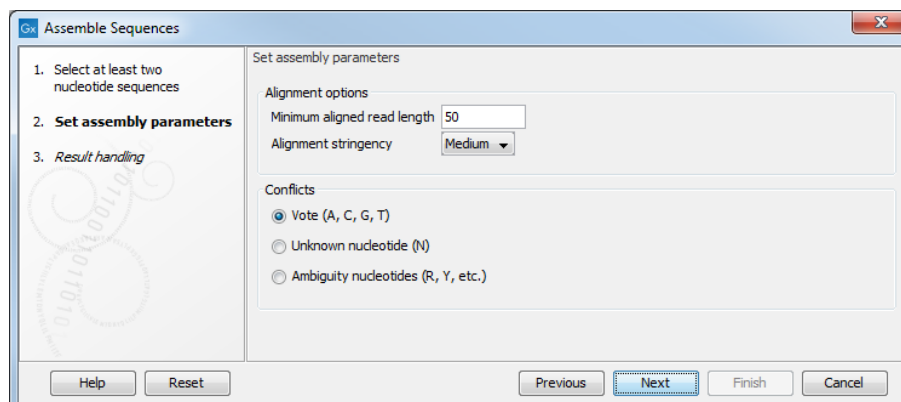 Gx Assemble Sequences
1. Select at least two
nucleotide sequences
2. Set assembly parameters
3. Result handling
Set assembly parameters
Alignment options
Minimum aligned read length 50
Alignment stringency Medium
Conflicts
Vote (A, C, G, T)
Unknown nucleotide (N)
Ambiguity nucleotides (R, Y, etc.)
Help Reset Previous Next Finish Cancel